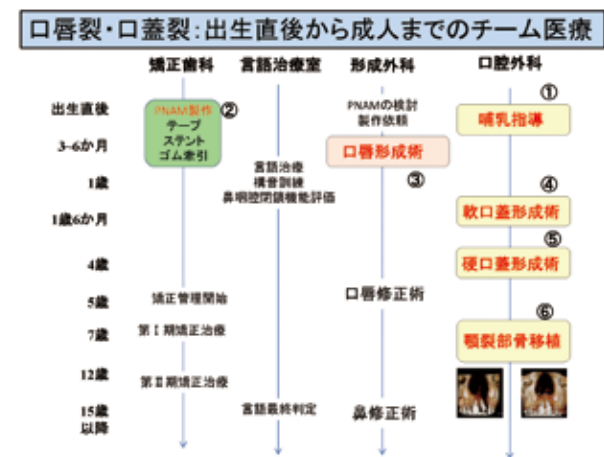 口唇裂・口蓋裂：出生直後から成人までのチーム医療
矯正歯科 言語治療室 形成外科 口腔外科
出生直後
3-6か月
1歳
1歳6か月
4歳
5歳
7歳
12歳
15歳
以降
PNAM製作
テープ
ステント
ゴム牽引
②
矯正管理開始
第Ⅰ期矯正治療
第Ⅱ期矯正治療
言語治療
構音訓練
鼻咽腔閉鎖機能評価
言語最終判定
PNAMの検討
製作依頼
口唇形成術
③
口唇修正術
鼻修正術
①
哺乳指導
④
軟口蓋形成術
⑤
硬口蓋形成術
⑥
顎裂部骨移植